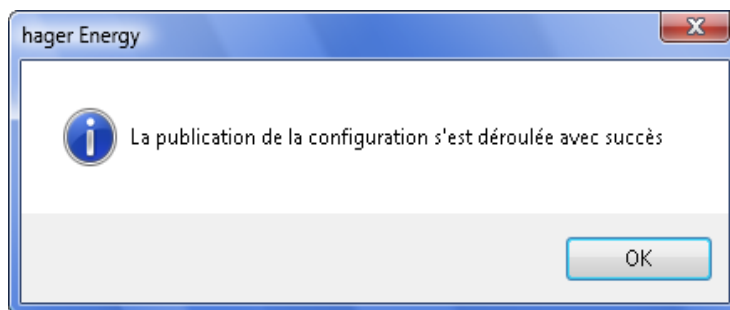 hager Energy
La publication de la configuration s'est déroulée avec succès
OK